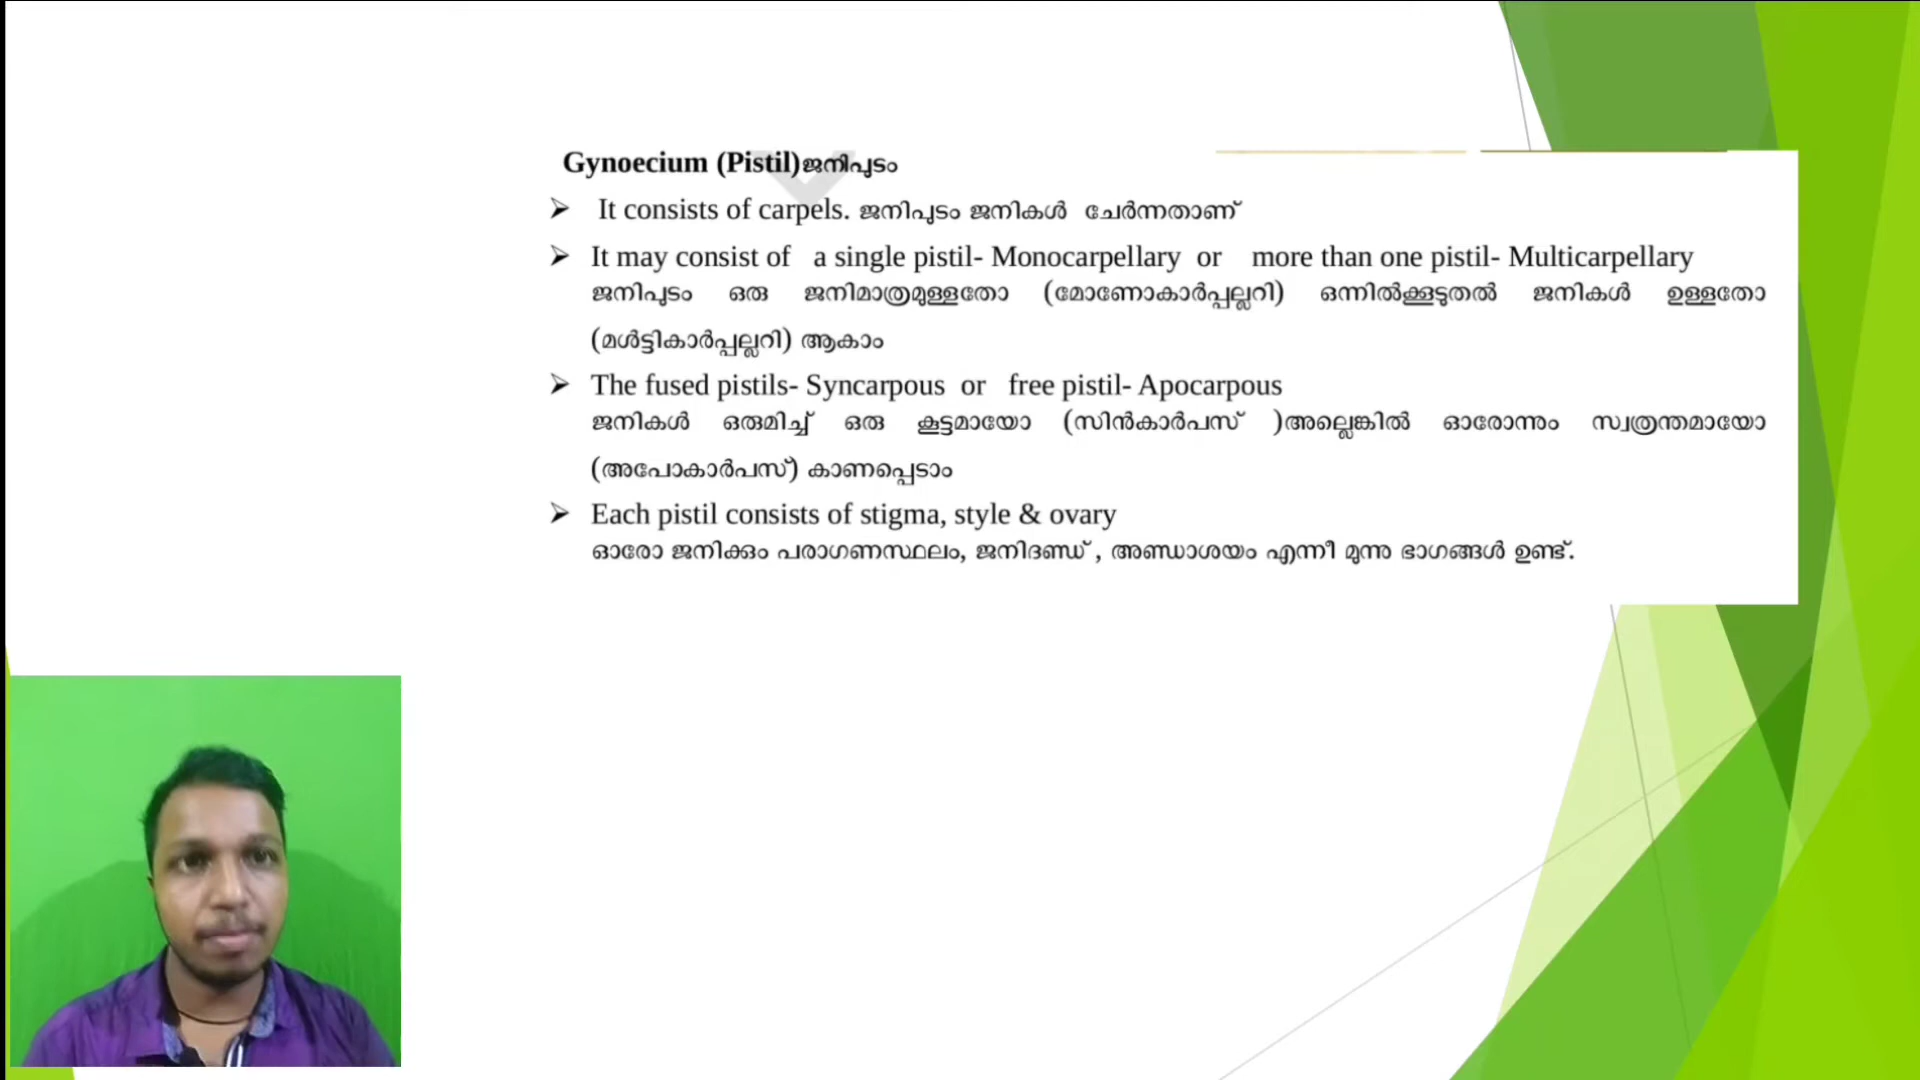 Gynoecium (Pistil)ജനിപുടം
➢ It consists of carpels. ജനിപുടം ജനികൾ ചേർന്നതാണ്
➢ It may consist of a single pistil- Monocarpellary or more than one pistil- Multicarpellary
ജനിപുടം ഒരു ജനിമാത്രമുള്ളതോ (മോണോകാർപ്പല്ലറി) ഒന്നിൽക്കൂടുതൽ ജനികൾ ഉള്ളതോ
(മൾട്ടികാർപ്പല്ലറി) ആകാം
➢ The fused pistils- Syncarpous or free pistil- Apocarpous
ജനികൾ ഒരുമിച്ച് ഒരു കൂട്ടമായോ (സിൻകാർപസ് )അല്ലെങ്കിൽ ഓരോന്നും സ്വത്രന്തമായോ
(അപോകാർപസ്) കാണപ്പെടാം
➢ Each pistil consists of stigma, style & ovary
ഓരോ ജനിക്കും പരാഗണസ്ഥലം, ജനിദണ്ഡ് , അണ്ഡാശയം എന്നീ മുന്നു ഭാഗങ്ങൾ ഉണ്ട്.